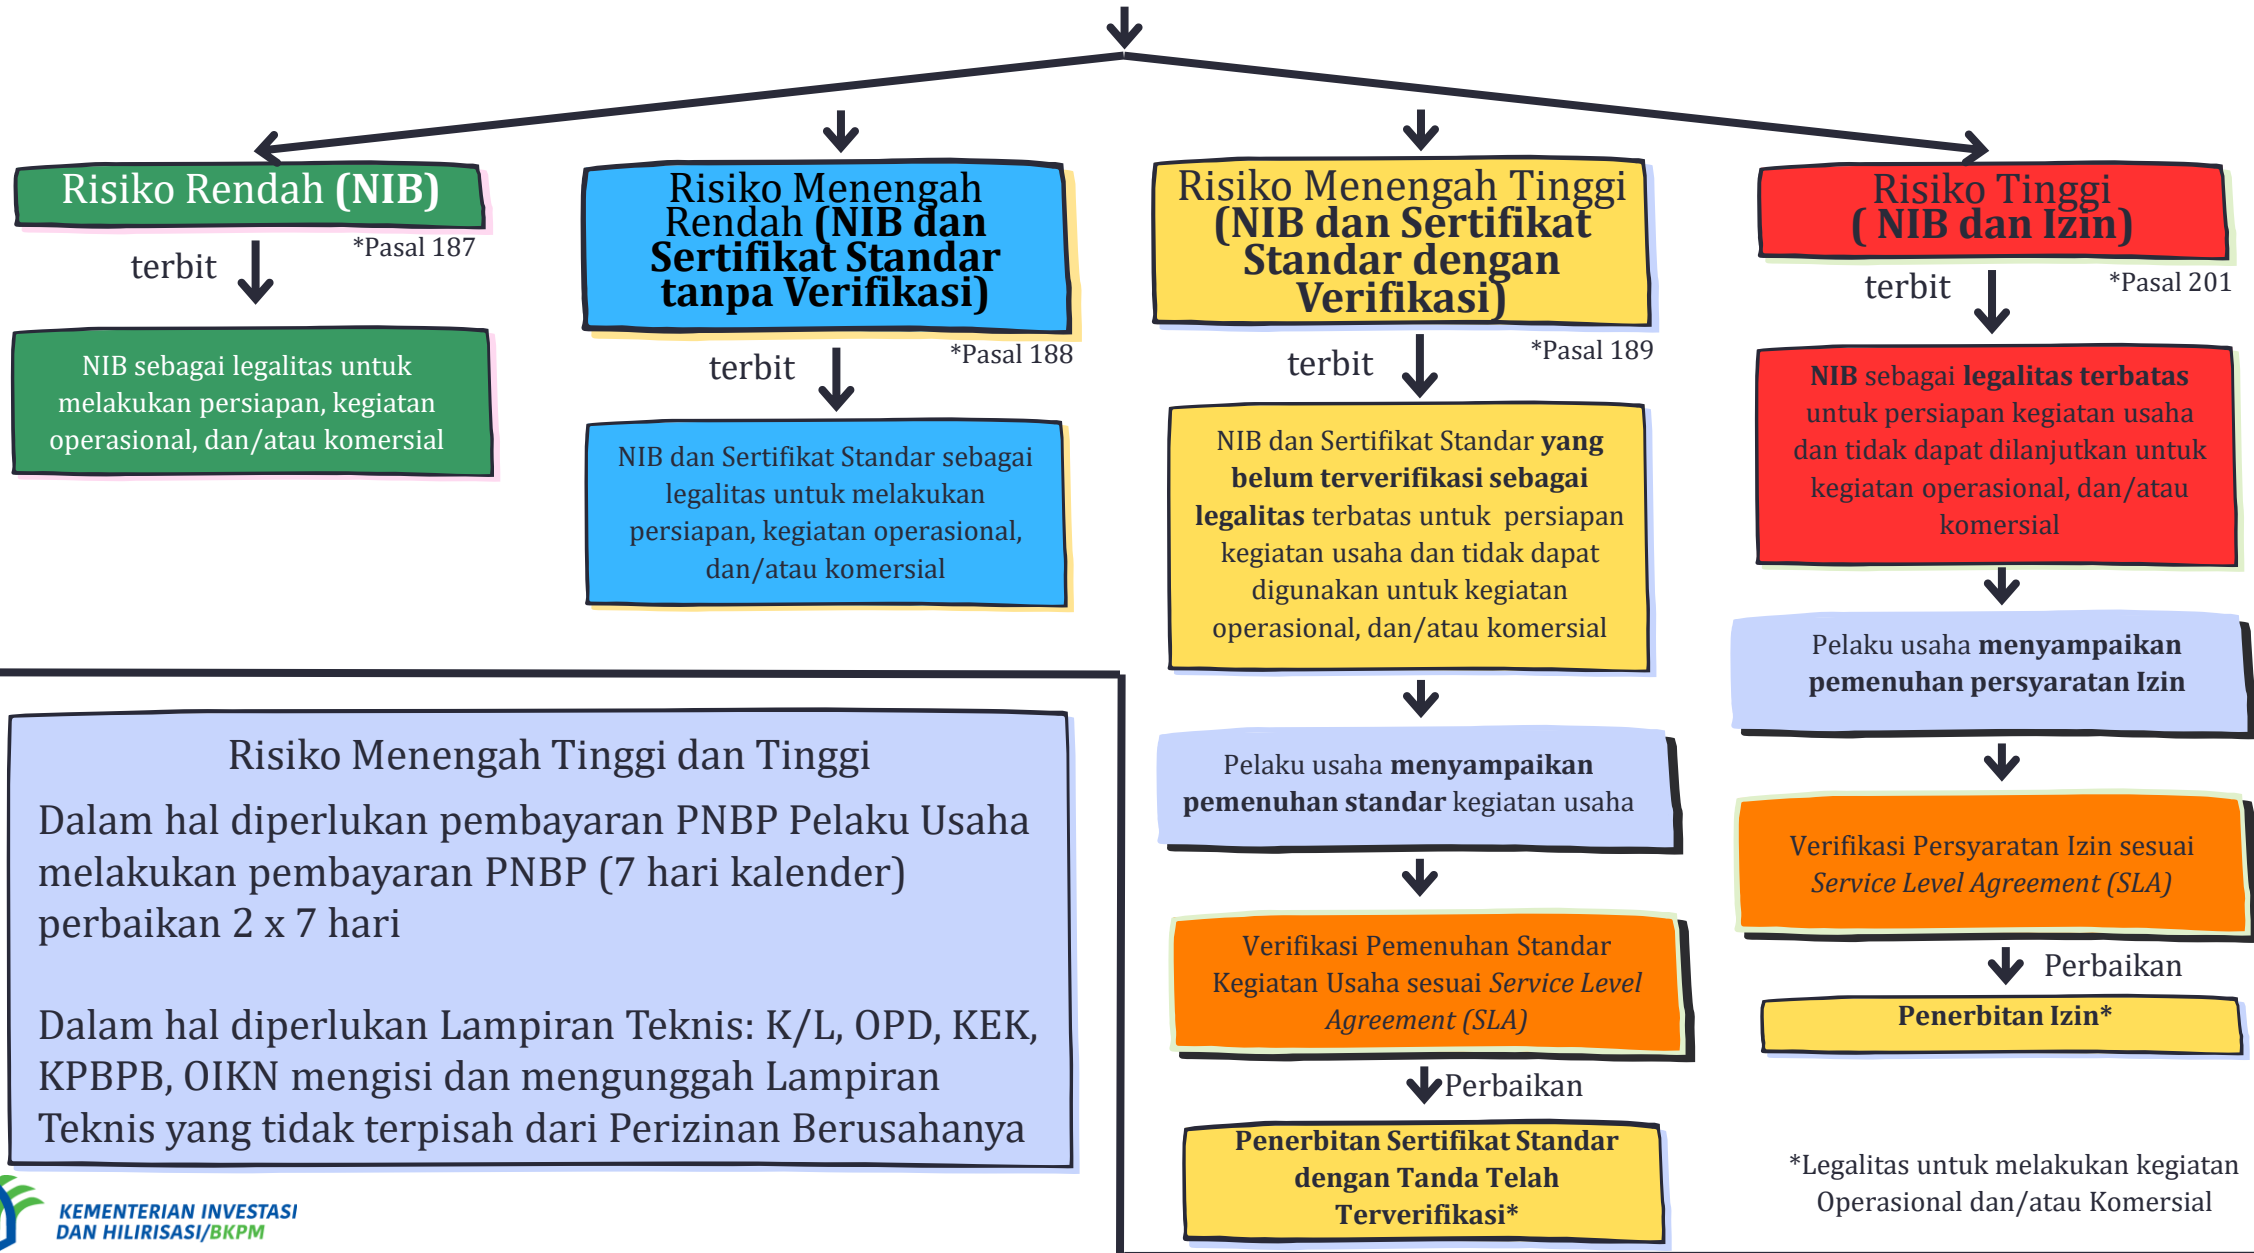 Risiko Rendah (NIB)
*Pasal 187
terbit
NIB sebagai legalitas untuk
melakukan persiapan, kegiatan
operasional, dan/atau komersial
Risiko Menengah
Rendah (NIB dan
Sertifikat Standar
tanpa Verifikasi)
*Pasal 188
terbit
NIB dan Sertifikat Standar sebagai
legalitas untuk melakukan
persiapan, kegiatan operasional,
dan/atau komersial
Risiko Menengah Tinggi
(NIB dan Sertifikat
Standar dengan
Verifikasi)
*Pasal 189
terbit
NIB dan Sertifikat Standar yang
belum terverifikasi sebagai
legalitas terbatas untuk persiapan
kegiatan usaha dan tidak dapat
digunakan untuk kegiatan
operasional, dan/atau komersial
Pelaku usaha menyampaikan
pemenuhan standar kegiatan usaha
Verifikasi Pemenuhan Standar
Kegiatan Usaha sesuai Service Level
Agreement (SLA)
Perbaikan
Penerbitan Sertifikat Standar
dengan Tanda Telah
Terverifikasi*
Risiko Tinggi
( NIB dan Izin)
*Pasal 201
terbit
NIB sebagai legalitas terbatas
untuk persiapan kegiatan usaha
dan tidak dapat dilanjutkan untuk
kegiatan operasional, dan/atau
komersial
Pelaku usaha menyampaikan
pemenuhan persyaratan Izin
Verifikasi Persyaratan Izin sesuai
Service Level Agreement (SLA)
Perbaikan
Penerbitan Izin*
*Legalitas untuk melakukan kegiatan
Operasional dan/atau Komersial
Risiko Menengah Tinggi dan Tinggi
Dalam hal diperlukan pembayaran PNBP Pelaku Usaha
melakukan pembayaran PNBP (7 hari kalender)
perbaikan 2 x 7 hari
Dalam hal diperlukan Lampiran Teknis: K/L, OPD, KEK,
KPBPB, OIKN mengisi dan mengunggah Lampiran
Teknis yang tidak terpisah dari Perizinan Berusahanya
KEMENTERIAN INVESTASI
DAN HILIRISASI/BKPM